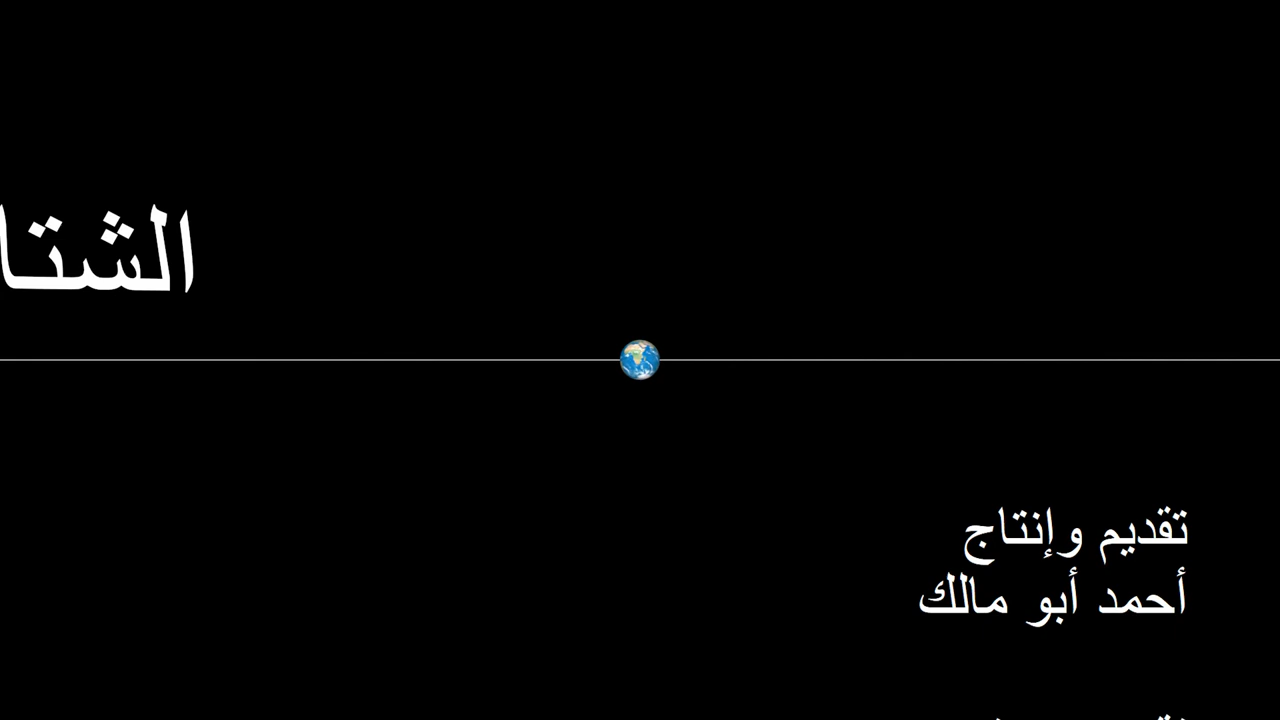 الشتا
تقديم وإنتاج
أحمد أبو مالك